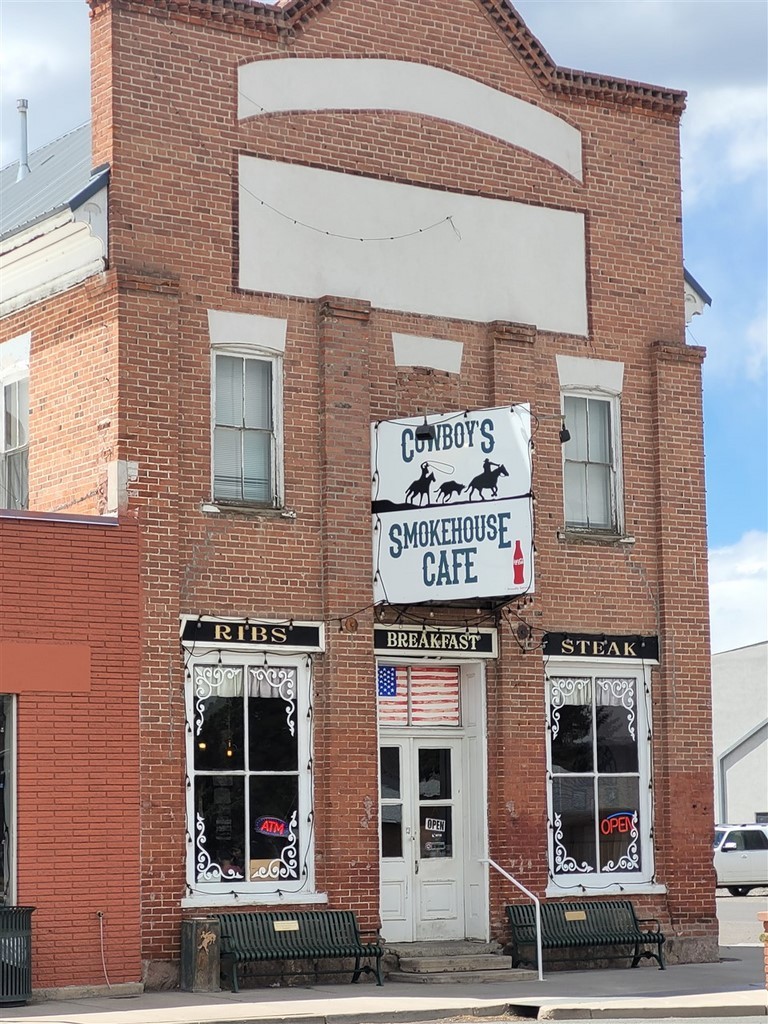 COWBOY'S
SMOKEHOUSE
CAFE
RIBS
BREAKFAST
STEAK
ATM
OPEN
OPEN